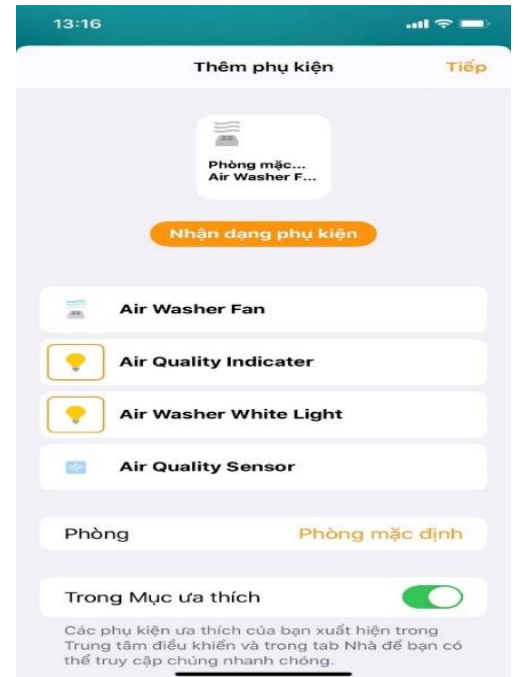 13:16
Thêm phụ kiện
Tiếp
Phòng mặc...
Air Washer F...
Nhận dạng phụ kiện
Air Washer Fan
Air Quality Indicater
Air Washer White Light
Air Quality Sensor
Phòng Phòng mặc định
Trong Mục ưa thích
Các phụ kiện ưa thích của bạn xuất hiện trong
Trung tâm điều khiển và trong tab Nhà để bạn có
thể truy cập chúng nhanh chóng.